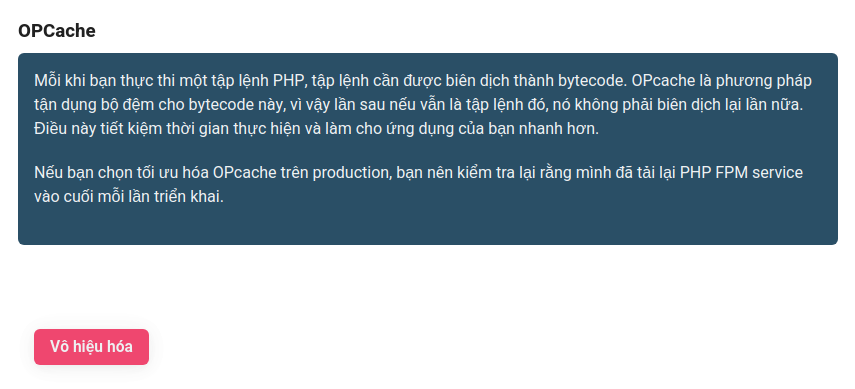 OPCache
Mỗi khi bạn thực thi một tập lệnh PHP, tập lệnh cần được biên dịch thành bytecode. OPcache là phương pháp
tận dụng bộ đệm cho bytecode này, vì vậy lần sau nếu vẫn là tập lệnh đó, nó không phải biên dịch lại lần nữa.
Điều này tiết kiệm thời gian thực hiện và làm cho ứng dụng của bạn nhanh hơn.
Nếu bạn chọn tối ưu hóa OPcache trên production, bạn nên kiểm tra lại rằng mình đã tải lại PHP FPM service
vào cuối mỗi lần triển khai.
Vô hiệu hóa